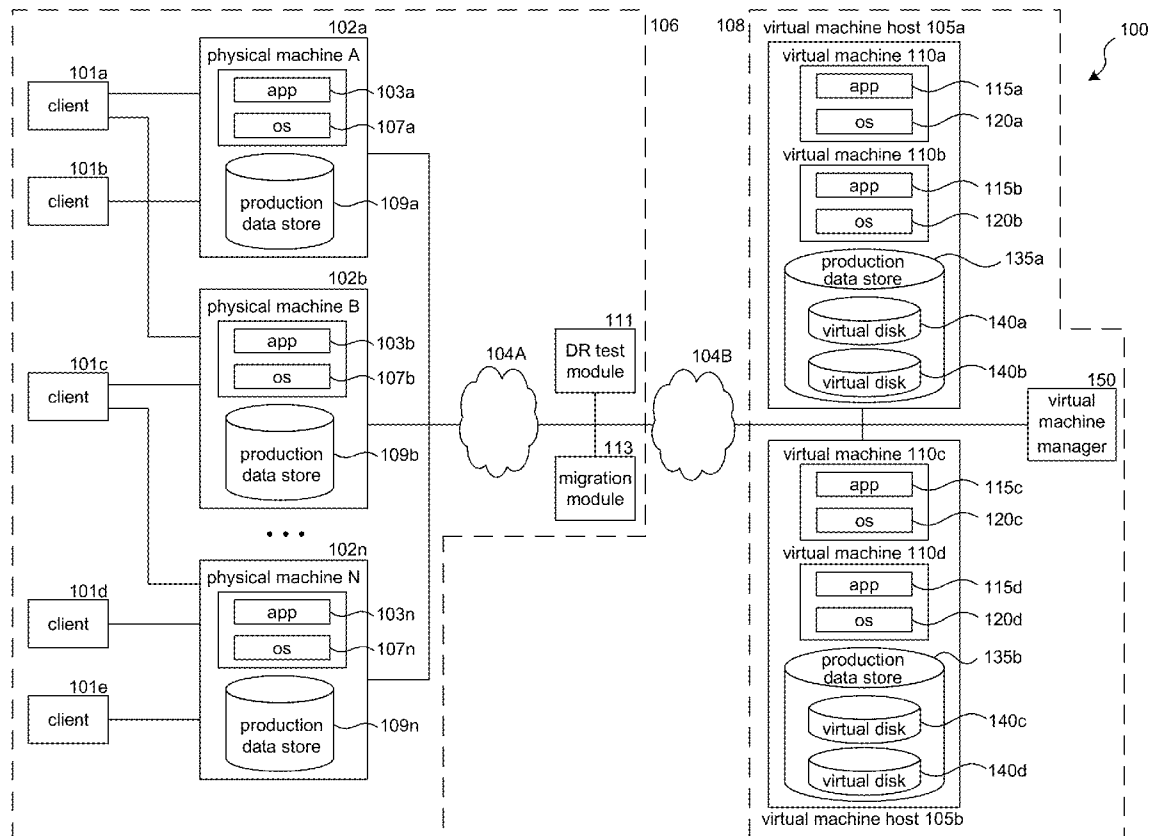 102a
106
108
virtual machine host 105a
100
physical machine A
virtual machine 110a
101a
client
app
103a
os
107a
app
115a
os
120a
101b
client
production
data store
109a
virtual machine 110b
app
115b
os
120b
102b
physical machine B
production
data store
135a
virtual disk
140a
virtual disk
140b
101c
client
app
103b
os
107b
production
data store
109b
104A
111
DR test
module
113
migration
module
104B
150
virtual
machine
manager
• • •
102n
physical machine N
virtual machine 110c
app
115c
os
120c
101d
client
app
103n
os
107n
virtual machine 110d
app
115d
os
120d
101e
client
production
data store
109n
production
data store
135b
virtual disk
140c
virtual disk
140d
virtual machine host 105b